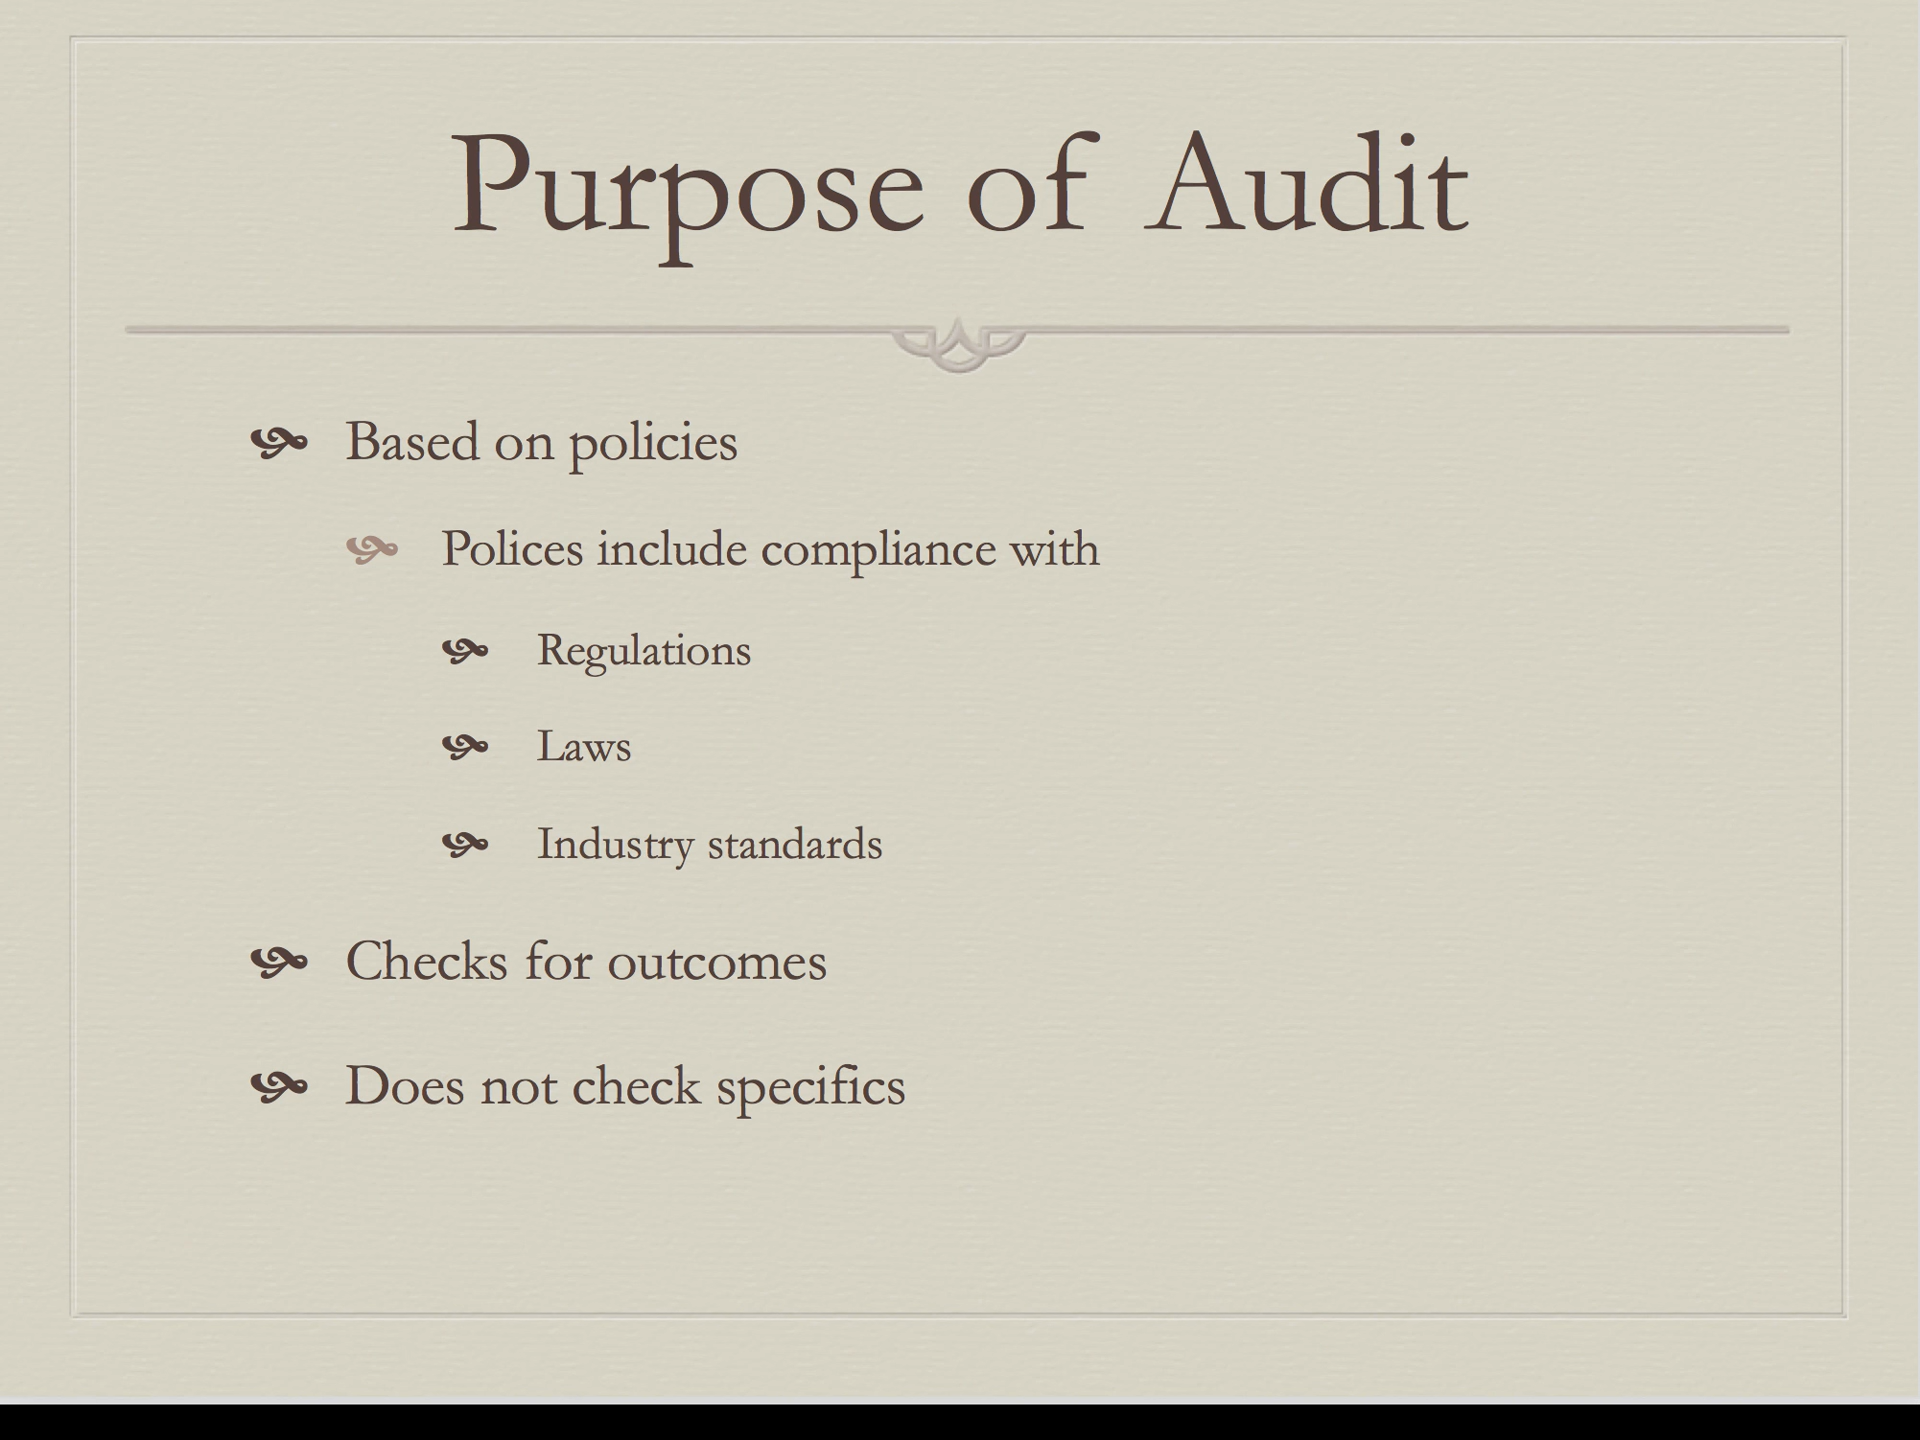 Purpose of Audit
Based on policies
Polices include compliance with
Regulations
Laws
Industry standards
Checks for outcomes
Does not check specifics